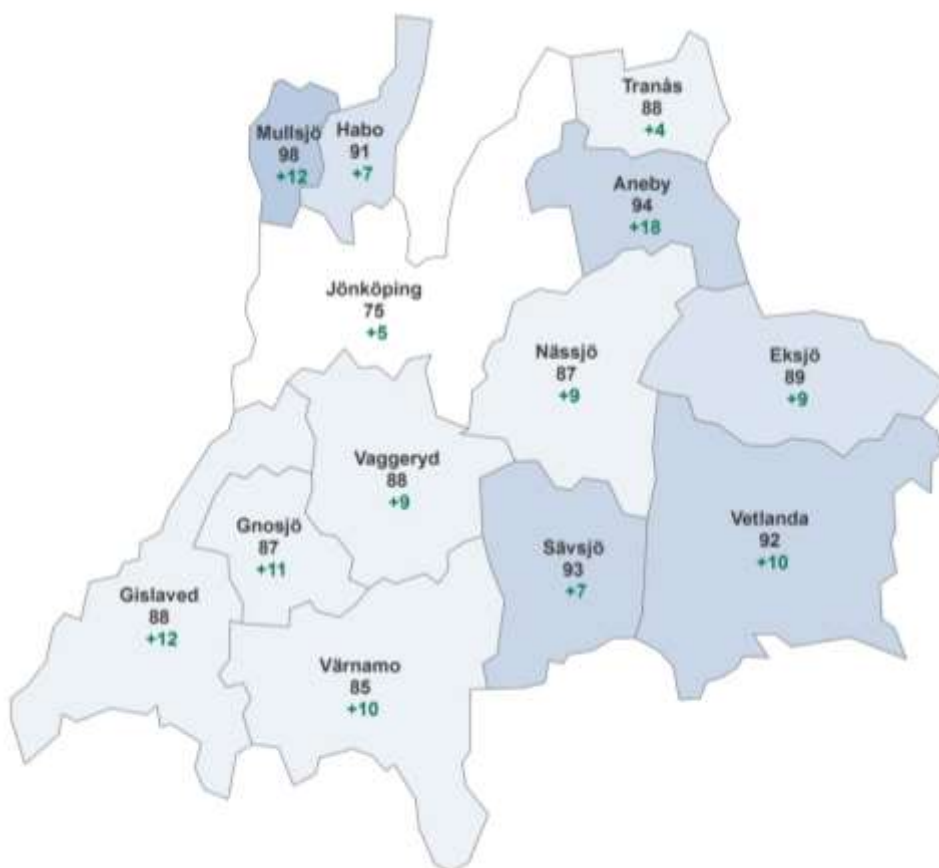 Tranås
88
+4
Mullsjö
98
+12
Habo
91
+7
Aneby
94
+18
Jönköping
75
+5
Nässjö
87
+9
Eksjö
89
+9
Vaggeryd
88
+9
Gnosjö
87
+11
Sävsjö
93
+7
Vetlanda
92
+10
Gislaved
88
+12
Värnamo
85
+10